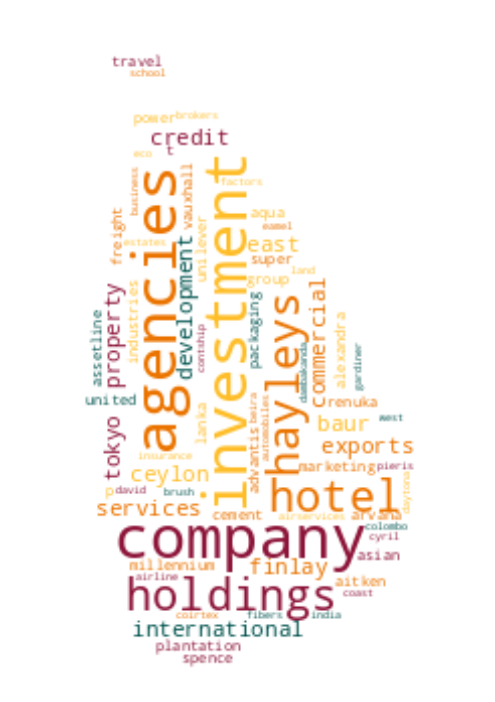 travel
school
power
brokers
credit
t
eco
factors
business
agencies
vauxhall
investment
aqua
eamel
freight
estates
unilever
east
super
development
land
group
property
industries
assetline
contship
packaging
hayleys
commercial
alexandra
gardiner
dambakanda
united
renuka
west
tokyo
lanka
beira
automobiles
baur
advantis
exports
insurance
marketing
pieris
ceylon
daytona
p
david
brush
hotel
services
cement
airservices
arvana
colombo
company
cyril
asian
millennium
finlay
airline
aitken
holdings
coast
coirtex
fibers
india
international
plantation
spence